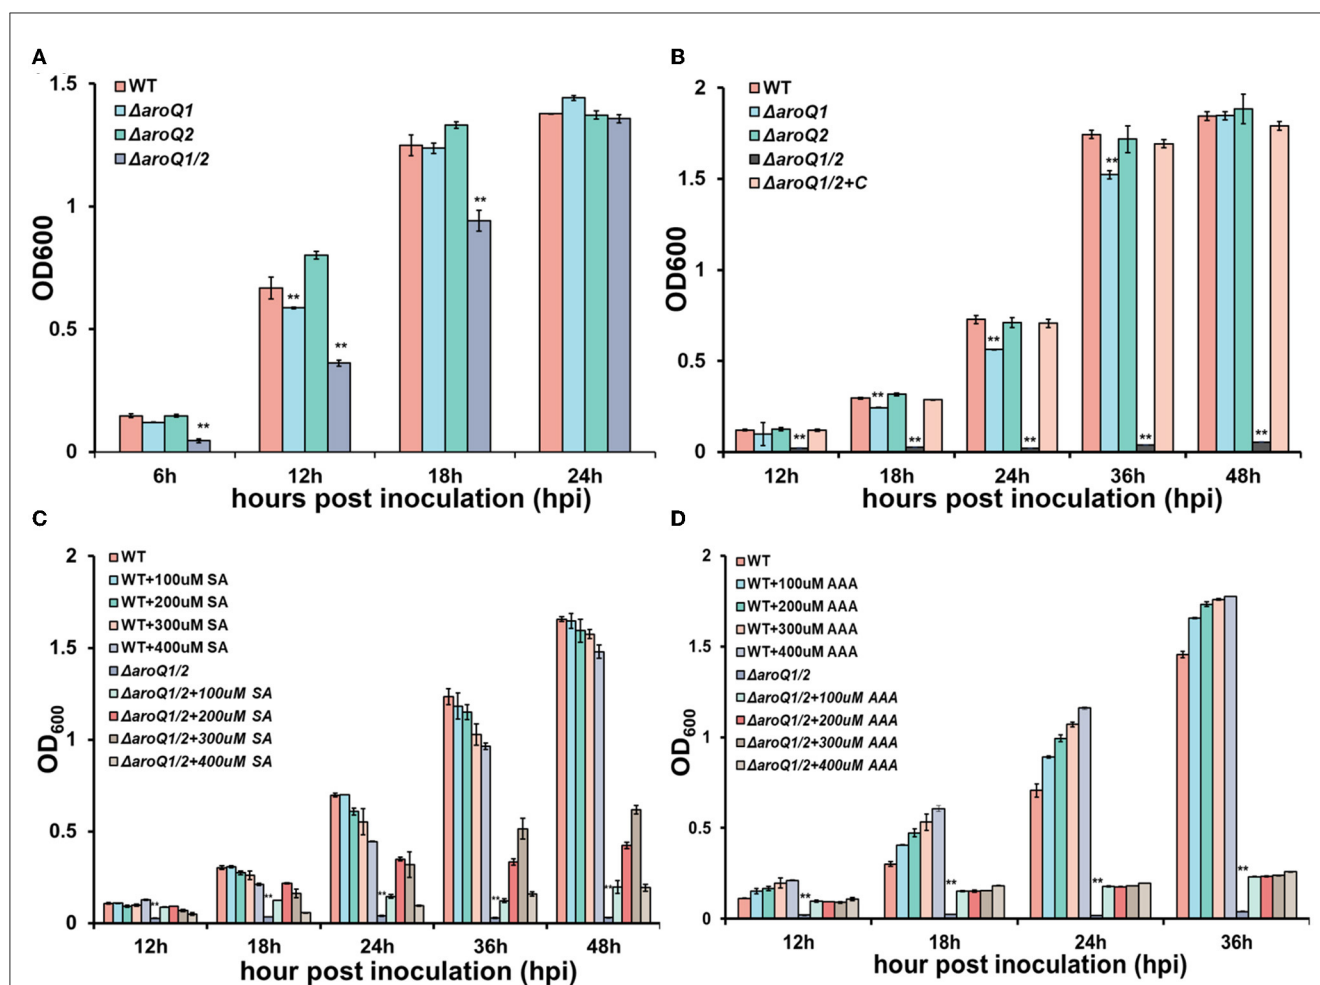 A
WT
ΔaroQ1
ΔaroQ2
ΔaroQ1/2
1.5
1
0.5
0
OD600
**
**
**
**
6h 12h 18h 24h
hours post inoculation (hpi)
B
WT
ΔaroQ1
ΔaroQ2
ΔaroQ1/2
ΔaroQ1/2+C
2
1.5
1
0.5
0
OD600
**
**
**
**
**
**
**
**
12h 18h 24h 36h 48h
hours post inoculation (hpi)
C
WT
WT+100uM SA
WT+200uM SA
WT+300uM SA
WT+400uM SA
ΔaroQ1/2
ΔaroQ1/2+100uM SA
ΔaroQ1/2+200uM SA
ΔaroQ1/2+300uM SA
ΔaroQ1/2+400uM SA
2
1.5
1
0.5
0
OD600
**
**
**
**
**
12h 18h 24h 36h 48h
hour post inoculation (hpi)
D
WT
WT+100uM AAA
WT+200uM AAA
WT+300uM AAA
WT+400uM AAA
ΔaroQ1/2
ΔaroQ1/2+100uM AAA
ΔaroQ1/2+200uM AAA
ΔaroQ1/2+300uM AAA
ΔaroQ1/2+400uM AAA
2
1.5
1
0.5
0
OD600
**
**
**
**
12h 18h 24h 36h
hour post inoculation (hpi)